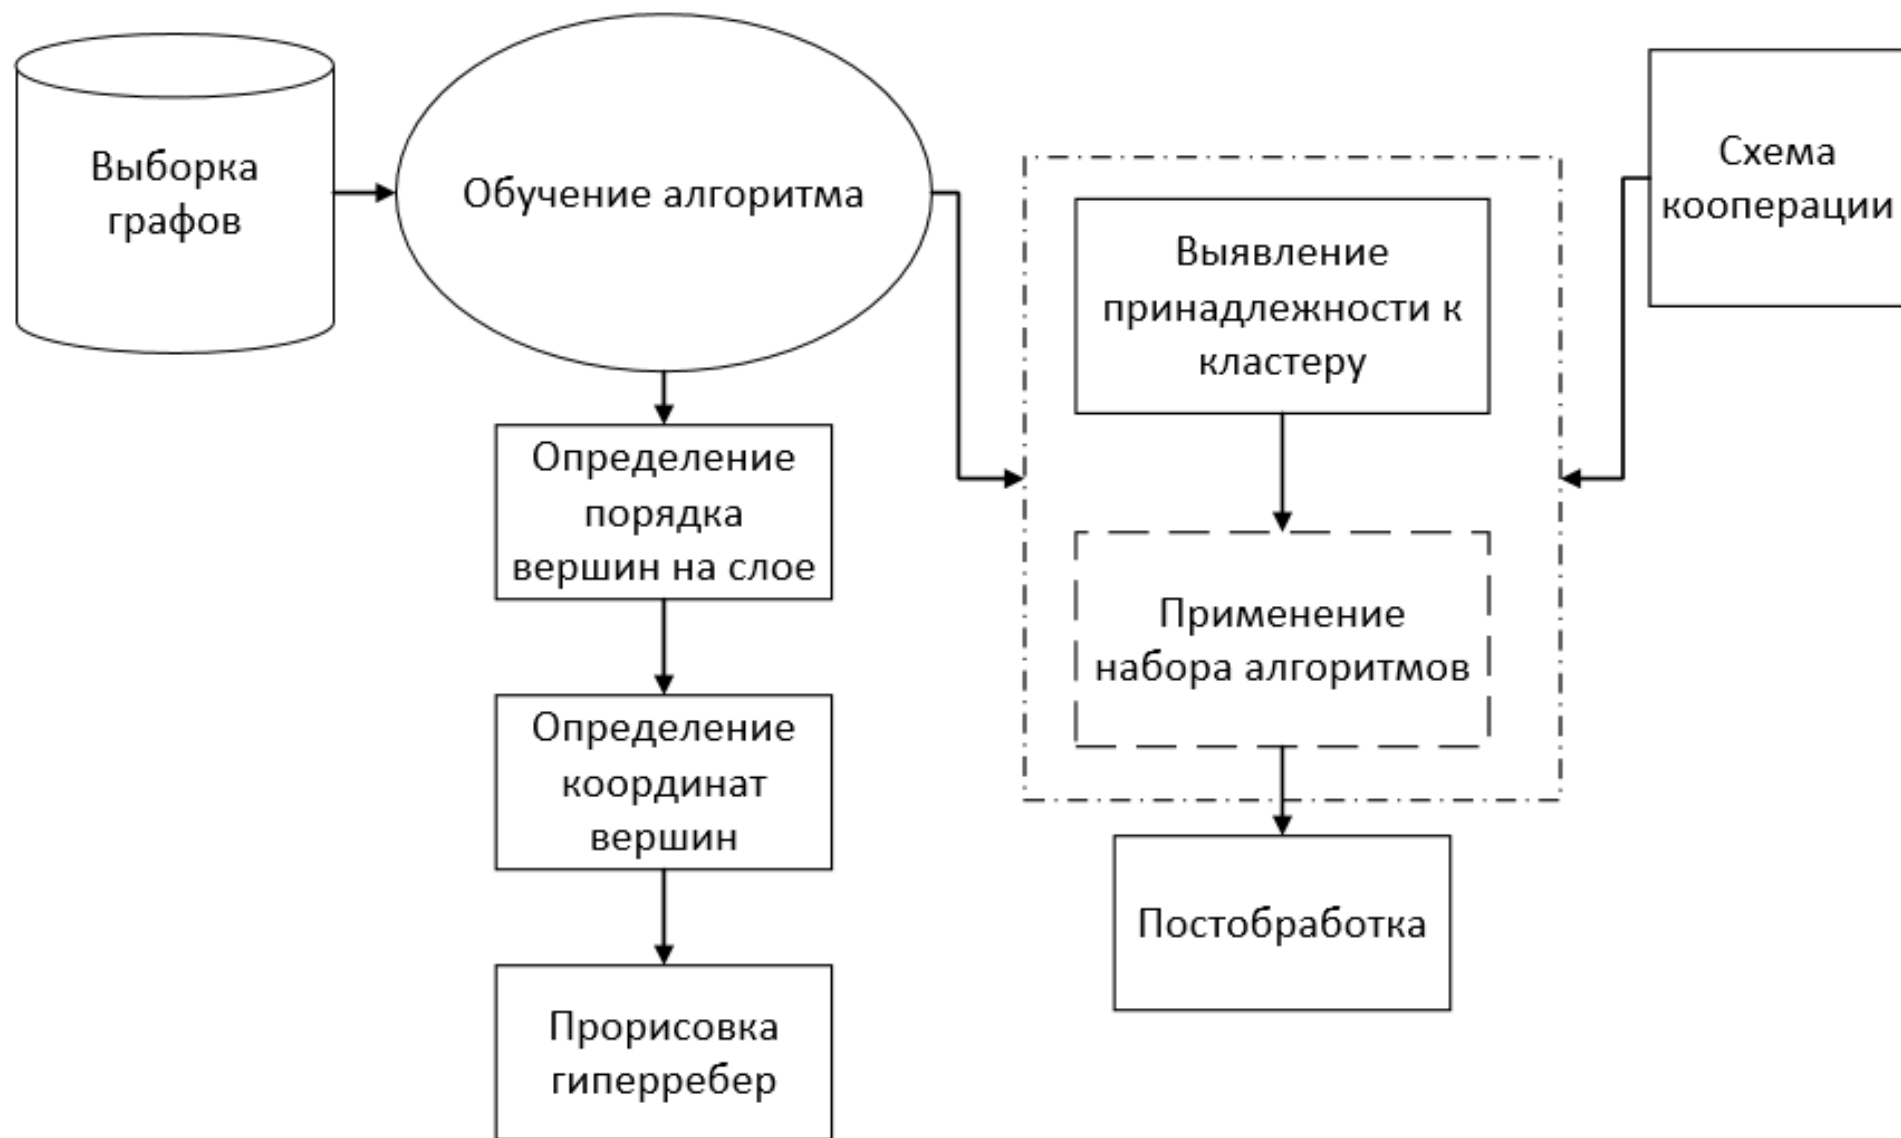 Выборка
графов
Обучение алгоритма
Определение
порядка
вершин на слое
Определение
координат
вершин
Прорисовка
гиперребер
Выявление
принадлежности к
кластеру
Применение
набора алгоритмов
Постобработка
Схема
кооперации